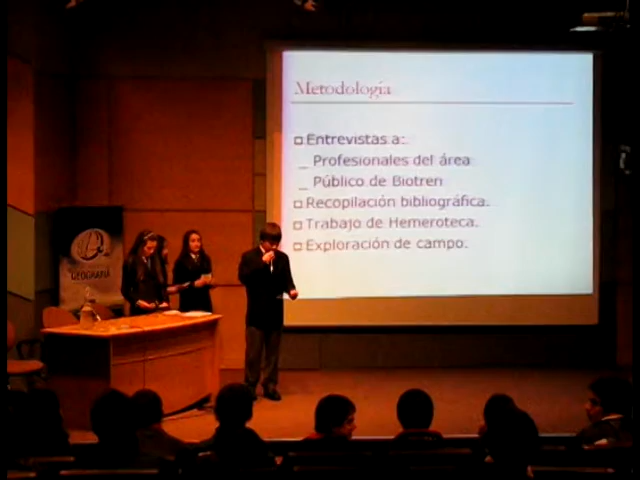 Metodología
Entrevistas a:
_ Profesionales del área
_ Público de Biotren
Recopilación bibliográfica.
Trabajo de Hemeroteca.
Exploración de campo.
GEOGRAFÍA